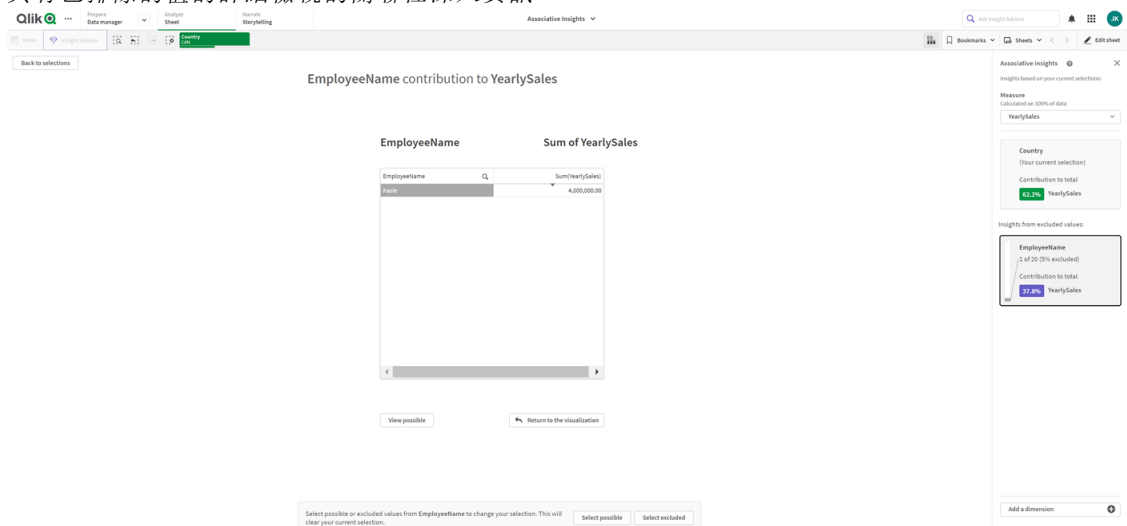 Qlik
Prepare
Data manager
Analyze
Sheet
Narrate
Storytelling
Associative Insights
Ask Insight Advisor
JK
Notes
Insight Advisor
Country
CAN
Bookmarks
Sheets
Edit sheet
Back to selections
EmployeeName contribution to YearlySales
EmployeeName
Sum of YearlySales
EmployeeName
Sum(YearlySales)
Kasie
4,000,000.00
View possible
Return to the visualization
Select possible or excluded values from EmployeeName to change your selection. This will
clear your current selection.
Select possible
Select excluded
Associative insights
Insights based on your current selections:
Measure
Calculated on 100% of data
YearlySales
Country
(Your current selection)
Contribution to total
62.2% YearlySales
Insights from excluded values:
EmployeeName
1 of 20 (5% excluded)
Contribution to total
37.8% YearlySales
Add a dimension